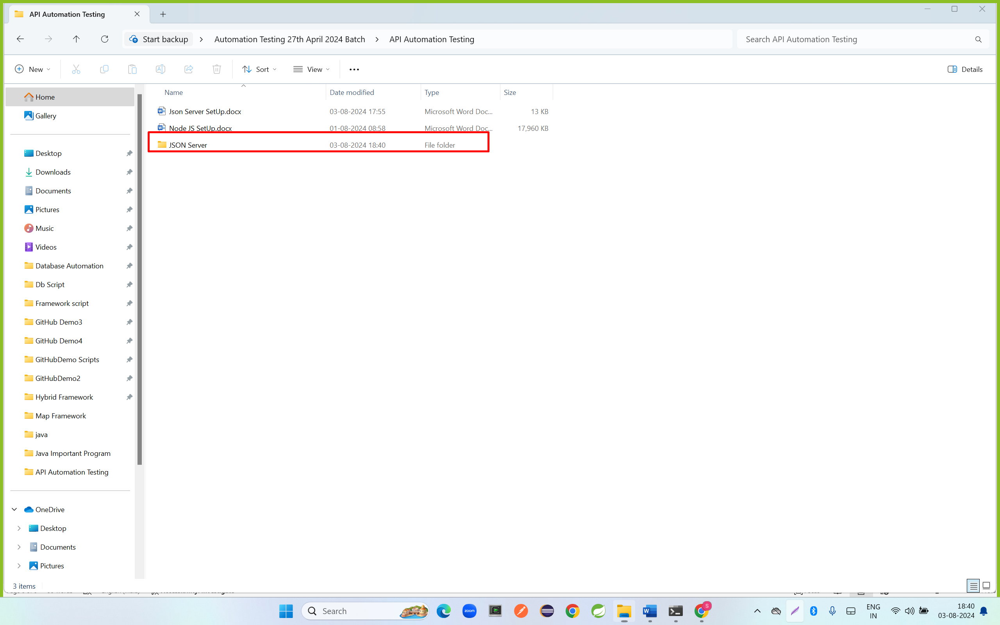 API Automation Testing
Start backup > Automation Testing 27th April 2024 Batch > API Automation Testing
Search API Automation Testing
New
Sort
View
Details
Name Date modified Type Size
Json Server SetUp.docx 03-08-2024 17:55 Microsoft Word Doc... 13 KB
Node JS SetUp.docx 01-08-2024 08:58 Microsoft Word Doc... 17,960 KB
JSON Server 03-08-2024 18:40 File folder
Home
Gallery
Desktop
Downloads
Documents
Pictures
Music
Videos
Database Automation
Db Script
Framework script
GitHub Demo3
GitHub Demo4
GitHubDemo Scripts
GitHubDemo2
Hybrid Framework
Map Framework
java
Java Important Program
API Automation Testing
OneDrive
Desktop
Documents
Pictures
3 items
Search
zoom
S
ENG
IN
18:40
03-08-2024